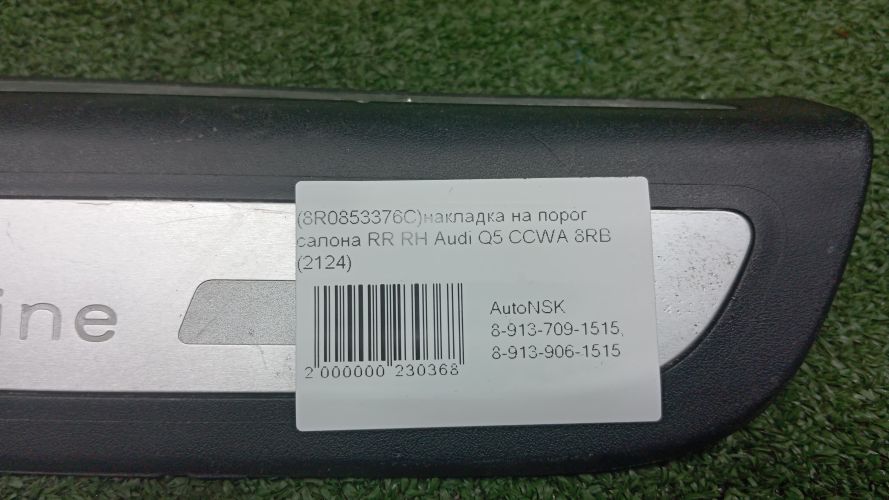 (8R0853376C)накладка на порог
салона RR RH Audi Q5 CCWA 8RB
(2124)
AutoNSK
8-913-709-1515,
8-913-906-1515
2 000000 230368
ine